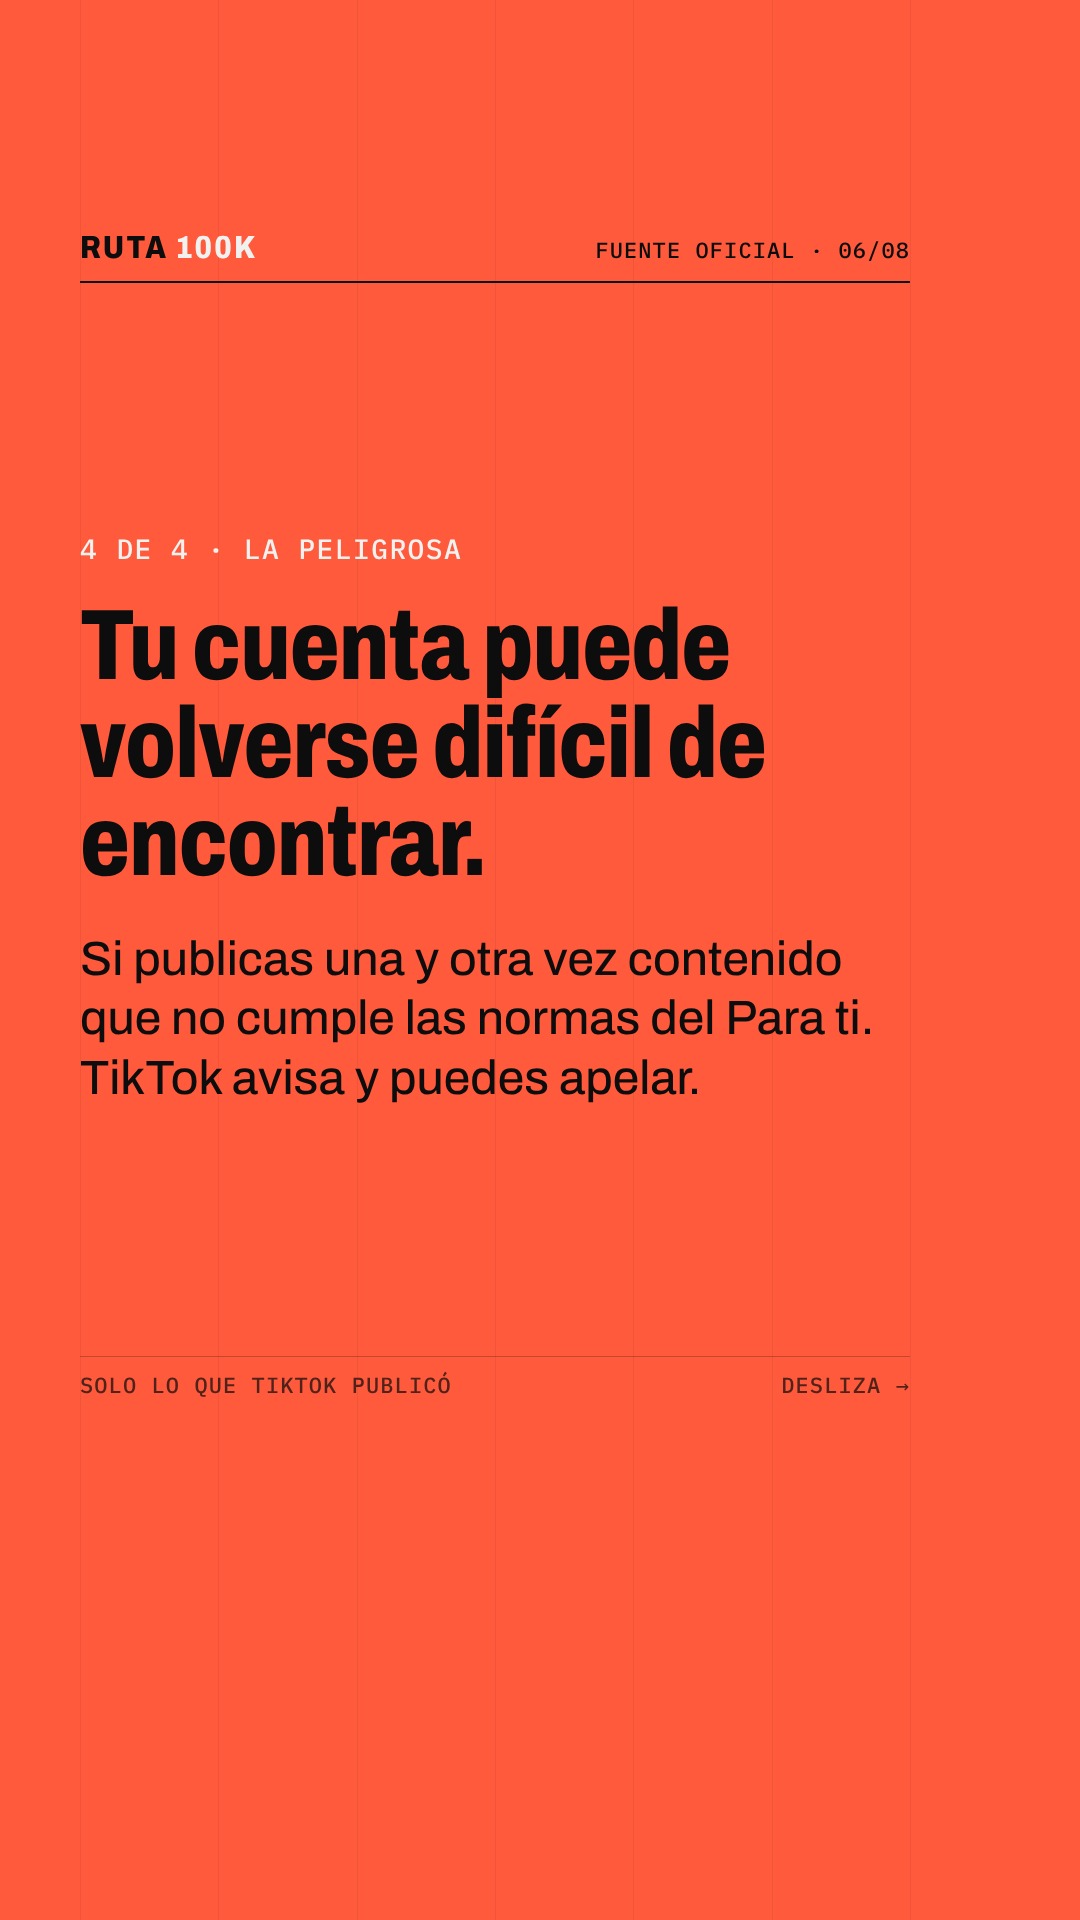 RUTA 100K
FUENTE OFICIAL · 06/08
4 DE 4 · LA PELIGROSA
Tu cuenta puede
volverse difícil de
encontrar.
Si publicas una y otra vez contenido
que no cumple las normas del Para ti.
TikTok avisa y puedes apelar.
SOLO LO QUE TIKTOK PUBLICÓ
DESLIZA →